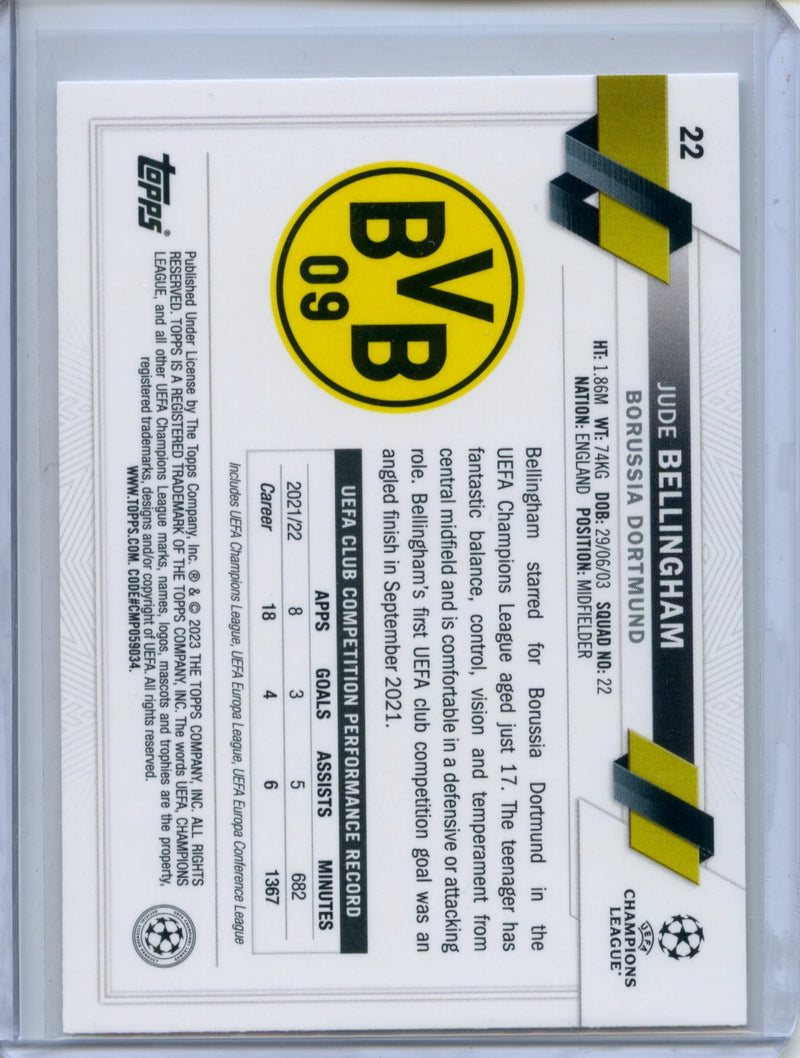 22
JUDE BELLINGHAM
BORUSSIA DORTMUND
HT: 1.86M WT: 74KG DOB: 29/06/03 SQUAD NO: 22
NATION: ENGLAND POSITION: MIDFIELDER
UEFA
CHAMPIONS
LEAGUE®
BVB
09
Bellingham starred for Borussia Dortmund in the
UEFA Champions League aged just 17. The teenager has
fantastic balance, control, vision and temperament from
central midfield and is comfortable in a defensive or attacking
role. Bellingham's first UEFA club competition goal was an
angled finish in September 2021.
UEFA CLUB COMPETITION PERFORMANCE RECORD
APPS GOALS ASSISTS MINUTES
2021/22 8 3 5 682
Career 18 4 6 1367
Includes UEFA Champions League, UEFA Europa League, UEFA Europa Conference League
Topps®
Published Under License by The Topps Company, Inc. ® & © 2023 THE TOPPS COMPANY, INC. ALL RIGHTS
RESERVED. TOPPS IS A REGISTERED TRADEMARK OF THE TOPPS COMPANY, INC. The words UEFA, CHAMPIONS
LEAGUE, and all other UEFA Champions League marks, names, logos, mascots and trophies are the property,
registered trademarks, designs and/or copyright of UEFA. All rights reserved.
WWW.TOPPS.COM. CODE#CMP059034.